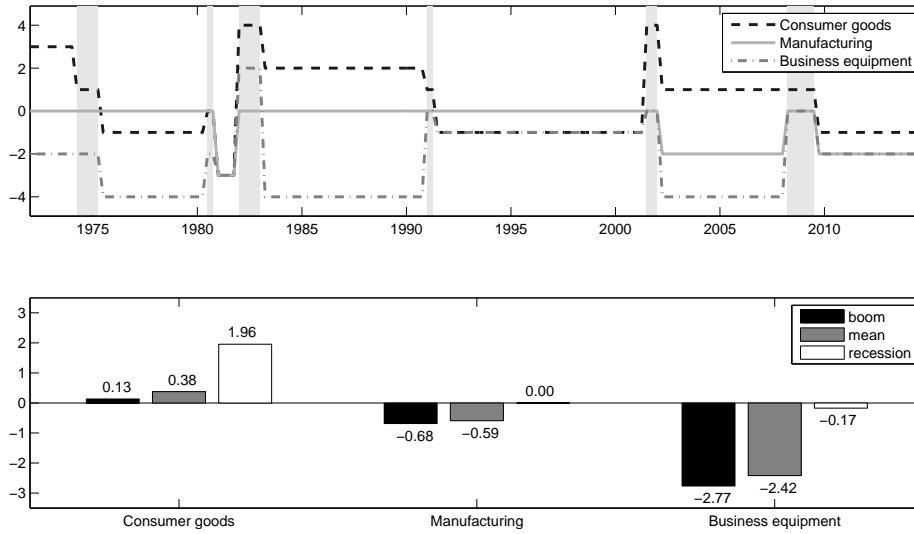 4
2
0
−2
−4
Consumer goods
Manufacturing
Business equipment
1975 1980 1985 1990 1995 2000 2005 2010
3
2
1
0
−1
−2
−3
boom
mean
recession
0.13 0.38 1.96
−0.68 −0.59 0.00
−2.77 −2.42 −0.17
Consumer goods Manufacturing Business equipment